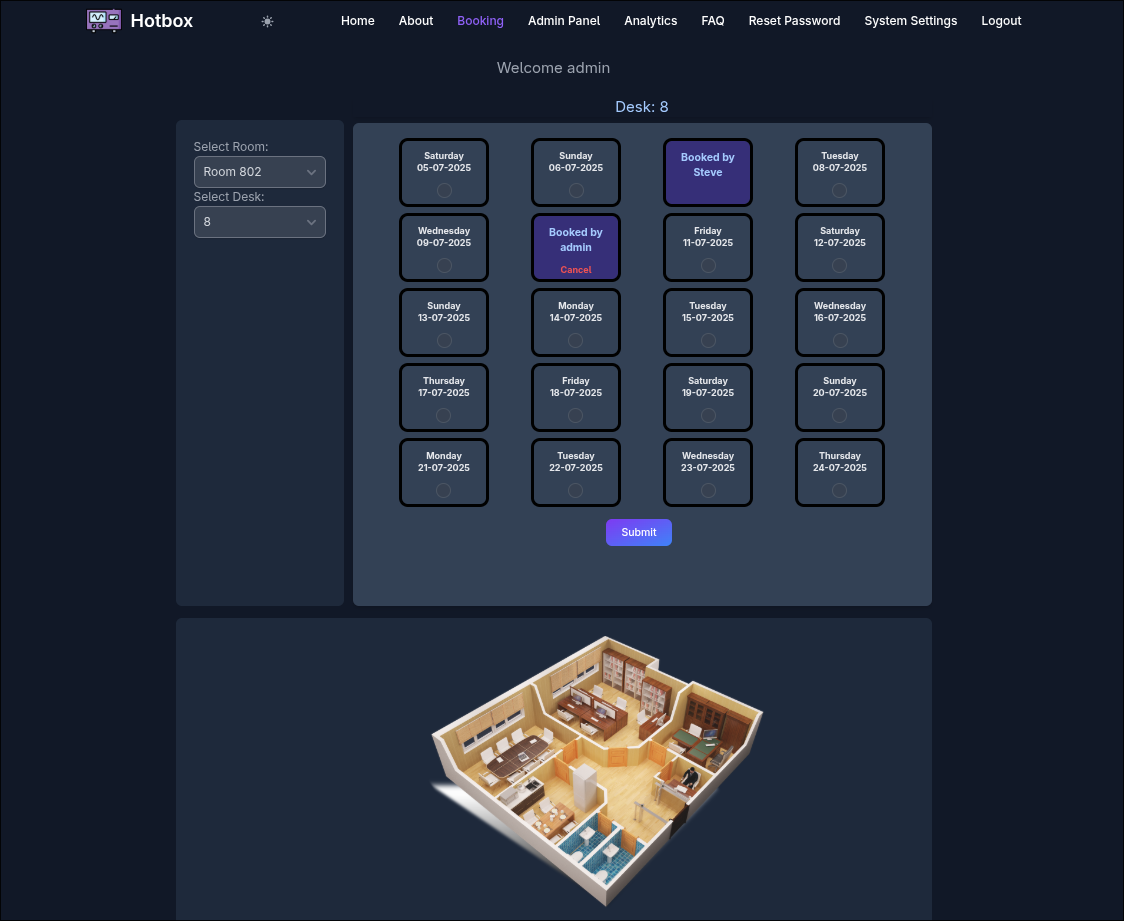 Hotbox
Home About Booking Admin Panel Analytics FAQ Reset Password System Settings Logout
Welcome admin
Desk: 8
Select Room:
Room 802
Select Desk:
8
Saturday
05-07-2025
Sunday
06-07-2025
Booked by
Steve
Tuesday
08-07-2025
Wednesday
09-07-2025
Booked by
admin
Cancel
Friday
11-07-2025
Saturday
12-07-2025
Sunday
13-07-2025
Monday
14-07-2025
Tuesday
15-07-2025
Wednesday
16-07-2025
Thursday
17-07-2025
Friday
18-07-2025
Saturday
19-07-2025
Sunday
20-07-2025
Monday
21-07-2025
Tuesday
22-07-2025
Wednesday
23-07-2025
Thursday
24-07-2025
Submit